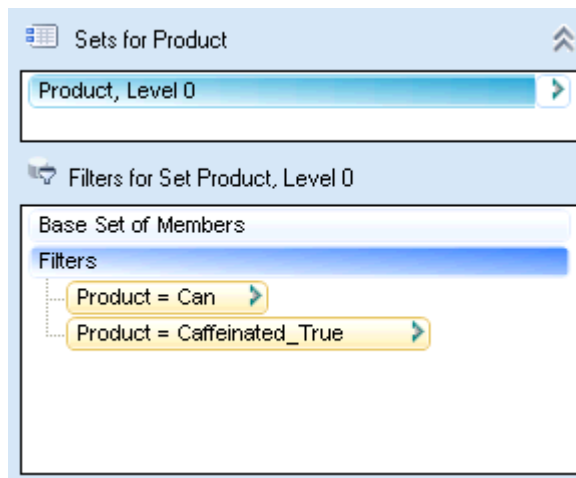 Sets for Product
Product, Level 0
Filters for Set Product, Level 0
Base Set of Members
Filters
Product = Can
Product = Caffeinated_True